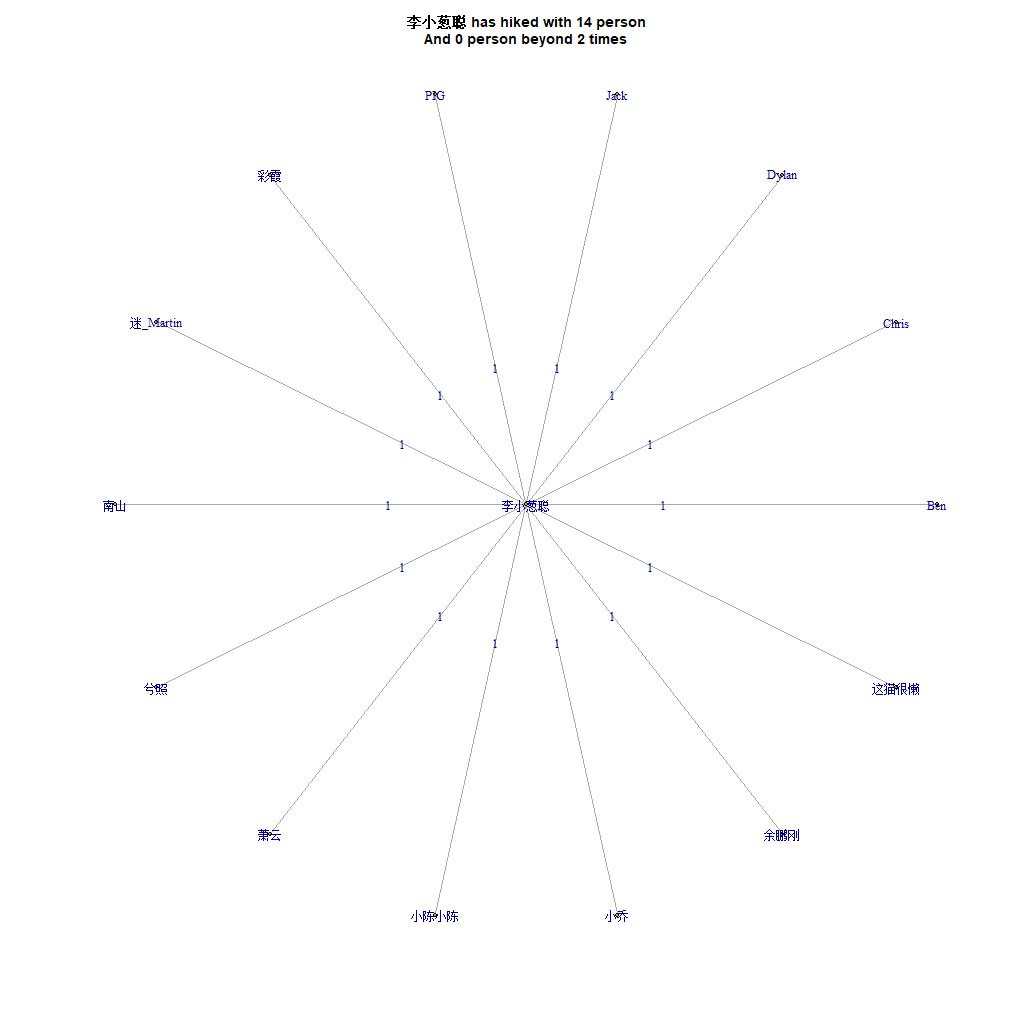 李小葱聪 has hiked with 14 person
And 0 person beyond 2 times
PIG
Jack
彩霞
Dylan
迷_Martin
Chris
1
1
1
1
1
1
南山
1
李小葱聪
1
Ben
1
1
1
1
1
1
兮照
这猫很懒
萧云
余鹏刚
小陈小陈
小乔